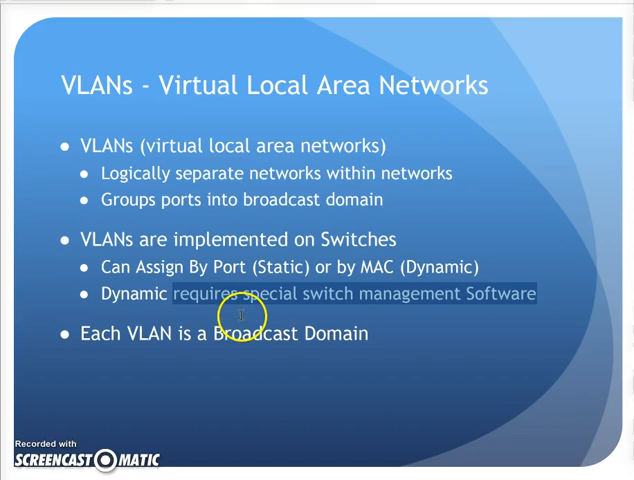 VLANs - Virtual Local Area Networks
VLANs (virtual local area networks)
Logically separate networks within networks
Groups ports into broadcast domain
VLANs are implemented on Switches
Can Assign By Port (Static) or by MAC (Dynamic)
Dynamic requires special switch management Software
Each VLAN is a Broadcast Domain
Recorded with
SCREENCAST MATIC